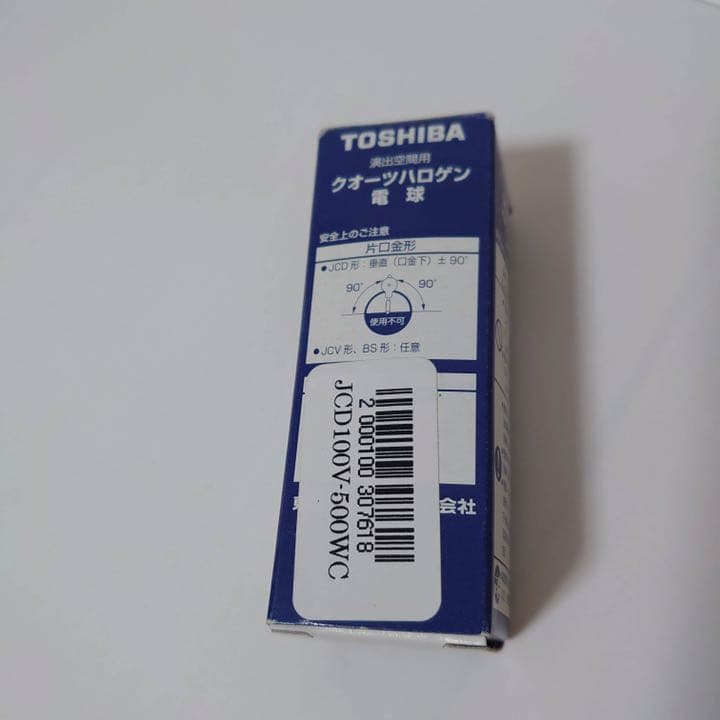 TOSHIBA
演出空間用
クオーツハロゲン
電球
安全上のご注意
片口金形
●JCD形：垂直（口金下）±90°
90° 90°
使用不可
●JCV形、BS形：任意
2 000100 307618
JCD100V-500WC
会社